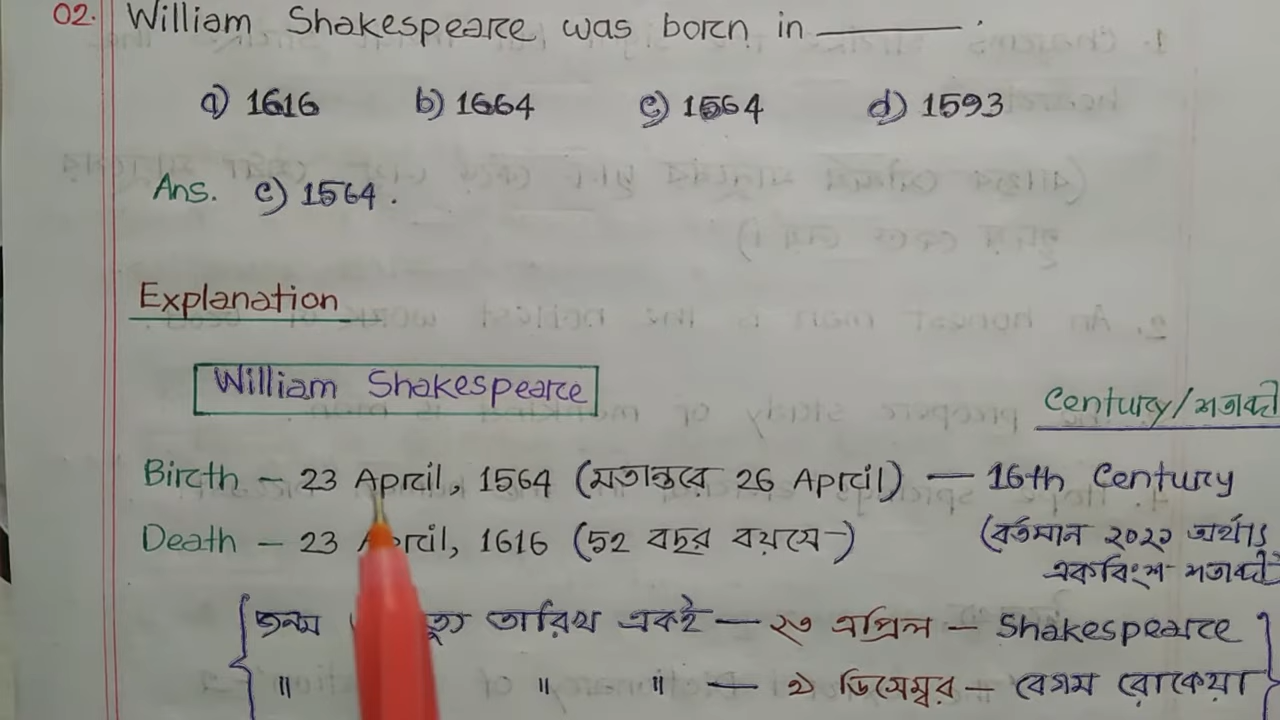 02. William Shakespeare was born in ______.
a) 1616 b) 1664 c) 1564 d) 1593
Ans. c) 1564.
Explanation
William Shakespeare
Century/শতাব্দী
Birth - 23 April, 1564 (মতান্তরে 26 April) — 16th Century
Death - 23 April, 1616 (৫২ বছর বয়সে-) (বর্তমান ২০২২ অর্থাৎ
একবিংশ শতাব্দী
জন্ম তারিখ একই — ২৩ এপ্রিল - Shakespeare
" " " — ৯ ডিসেম্বর - বেগম রোকেয়া